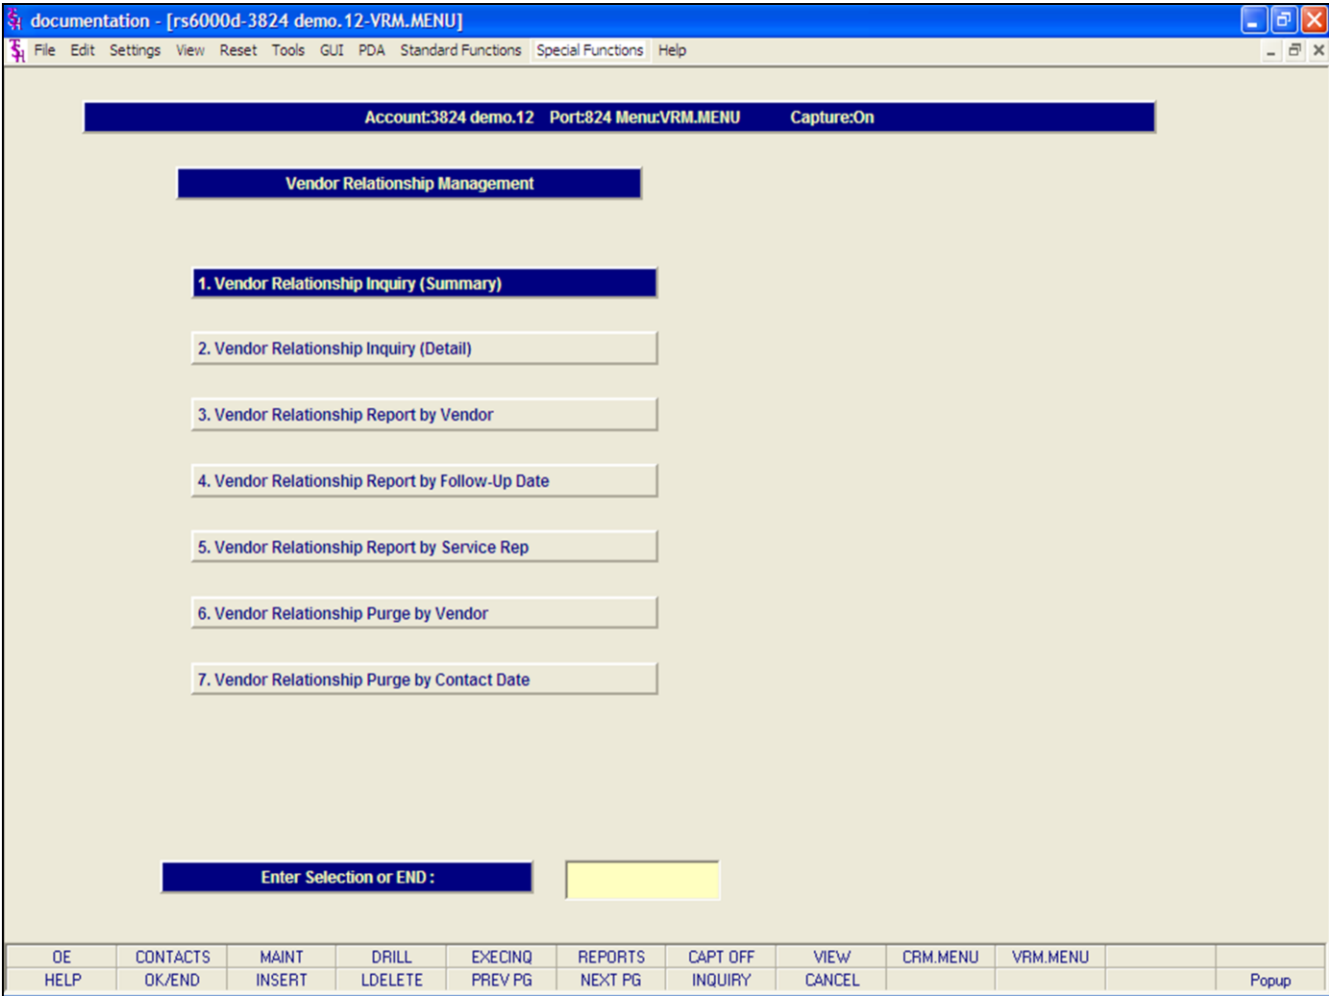 documentation - [rs6000d-3824 demo.12-VRM.MENU]
File Edit Settings View Reset Tools GUI PDA Standard Functions Special Functions Help
Account:3824 demo.12 Port:824 Menu:VRM.MENU Capture:On
Vendor Relationship Management
1. Vendor Relationship Inquiry (Summary)
2. Vendor Relationship Inquiry (Detail)
3. Vendor Relationship Report by Vendor
4. Vendor Relationship Report by Follow-Up Date
5. Vendor Relationship Report by Service Rep
6. Vendor Relationship Purge by Vendor
7. Vendor Relationship Purge by Contact Date
Enter Selection or END :
OE CONTACTS MAINT DRILL EXECINQ REPORTS CAPT OFF VIEW CRM.MENU VRM.MENU
HELP OK/END INSERT LDELETE PREV PG NEXT PG INQUIRY CANCEL Popup